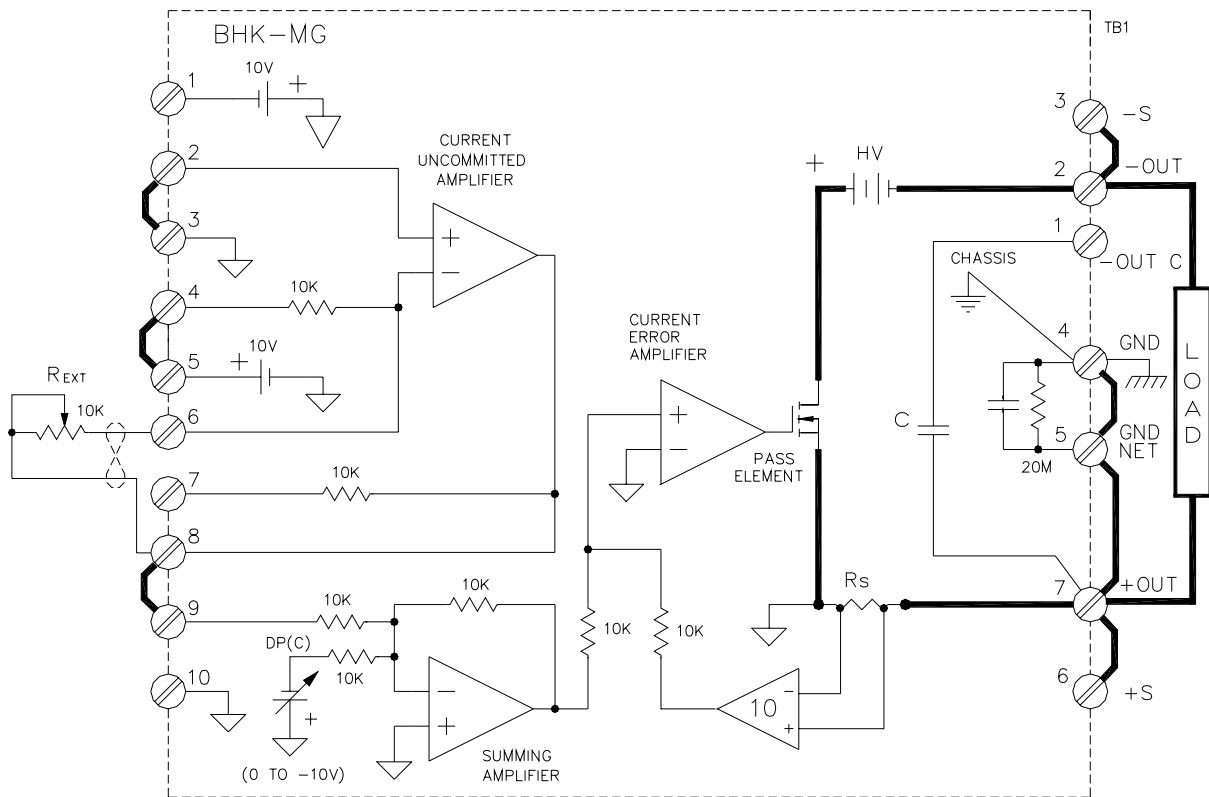 BHK-MG
TB1
1
10V
+
2
3
4
10K
5
+
10V
REXT
10K
6
7
10K
8
9
10K
10K
DP(C)
10K
+
(0 TO -10V)
10
CURRENT
UNCOMMITTED
AMPLIFIER
+
−
−
+
SUMMING
AMPLIFIER
CURRENT
ERROR
AMPLIFIER
+
−
10K
10K
+
HV
PASS
ELEMENT
C
Rs
10
-
+
3
-S
2
-OUT
1
-OUT C
CHASSIS
4
GND
5
GND
NET
20M
7
+OUT
6
+S
LOAD